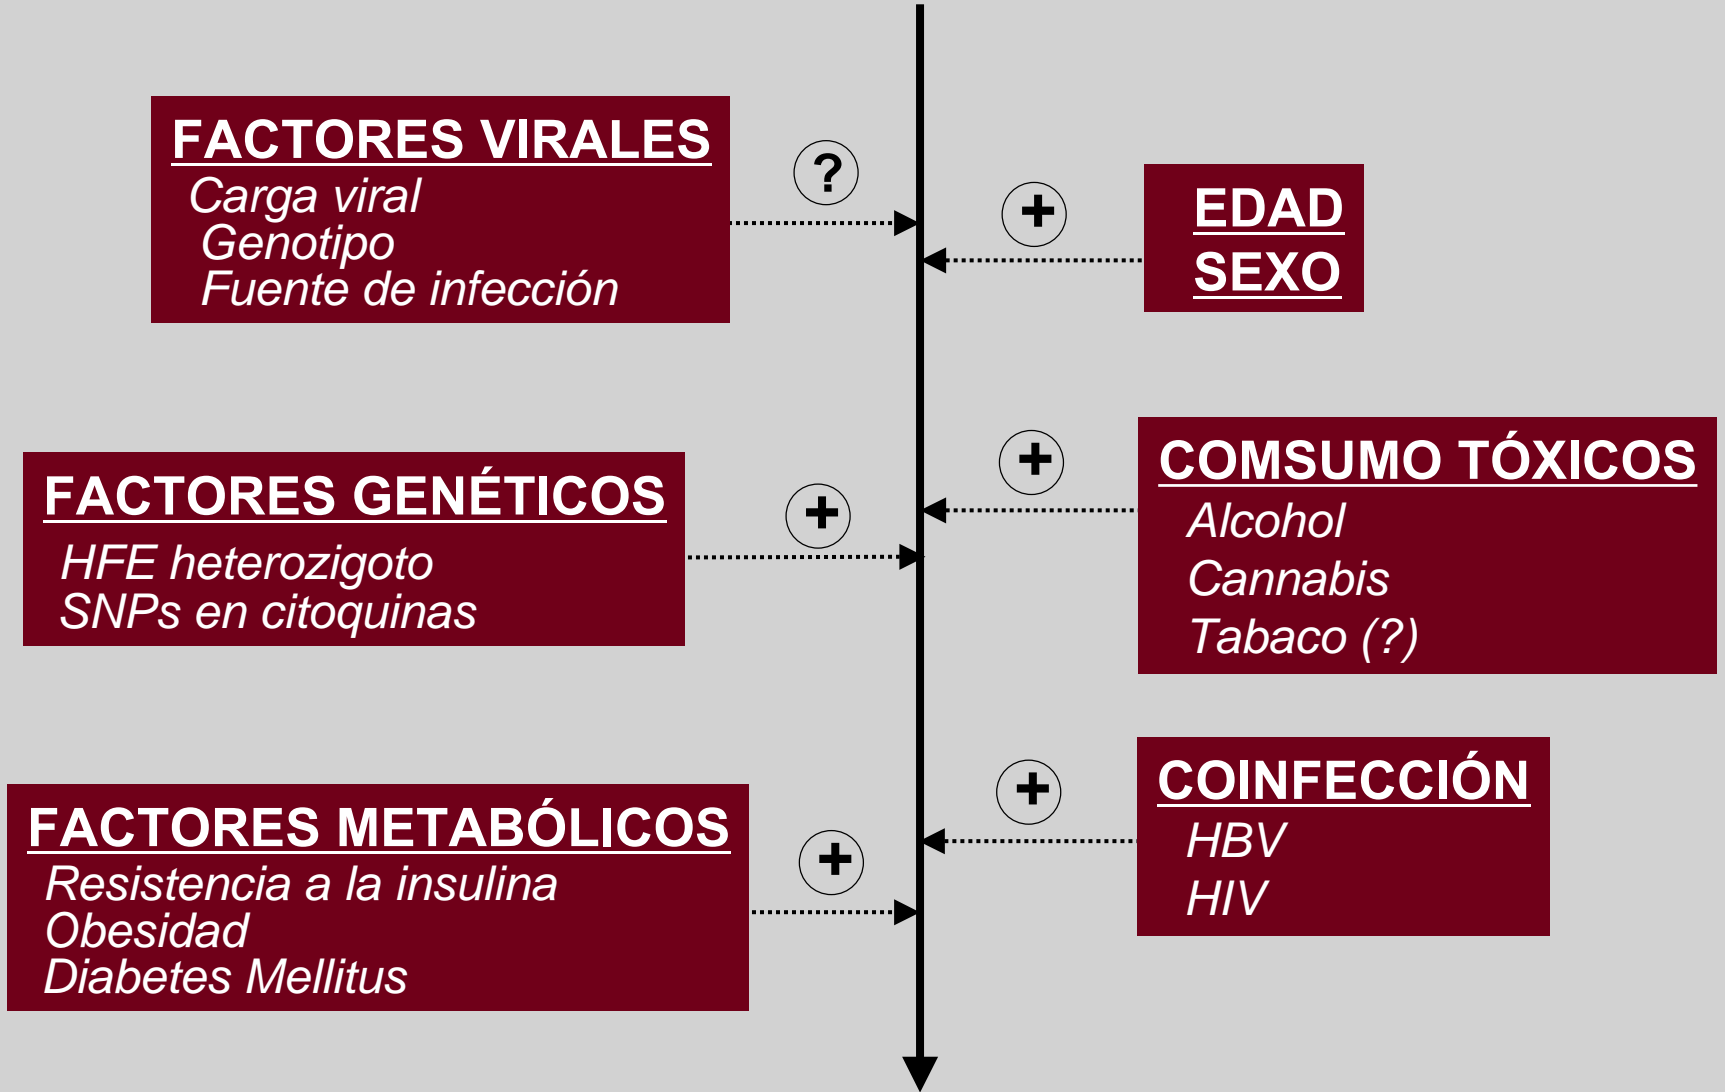 FACTORES VIRALES
Carga viral
Genotipo
Fuente de infección
?
+
EDAD
SEXO
FACTORES GENÉTICOS
HFE heterozigoto
SNPs en citoquinas
+
+
COMSUMO TÓXICOS
Alcohol
Cannabis
Tabaco (?)
FACTORES METABÓLICOS
Resistencia a la insulina
Obesidad
Diabetes Mellitus
+
+
COINFECCIÓN
HBV
HIV